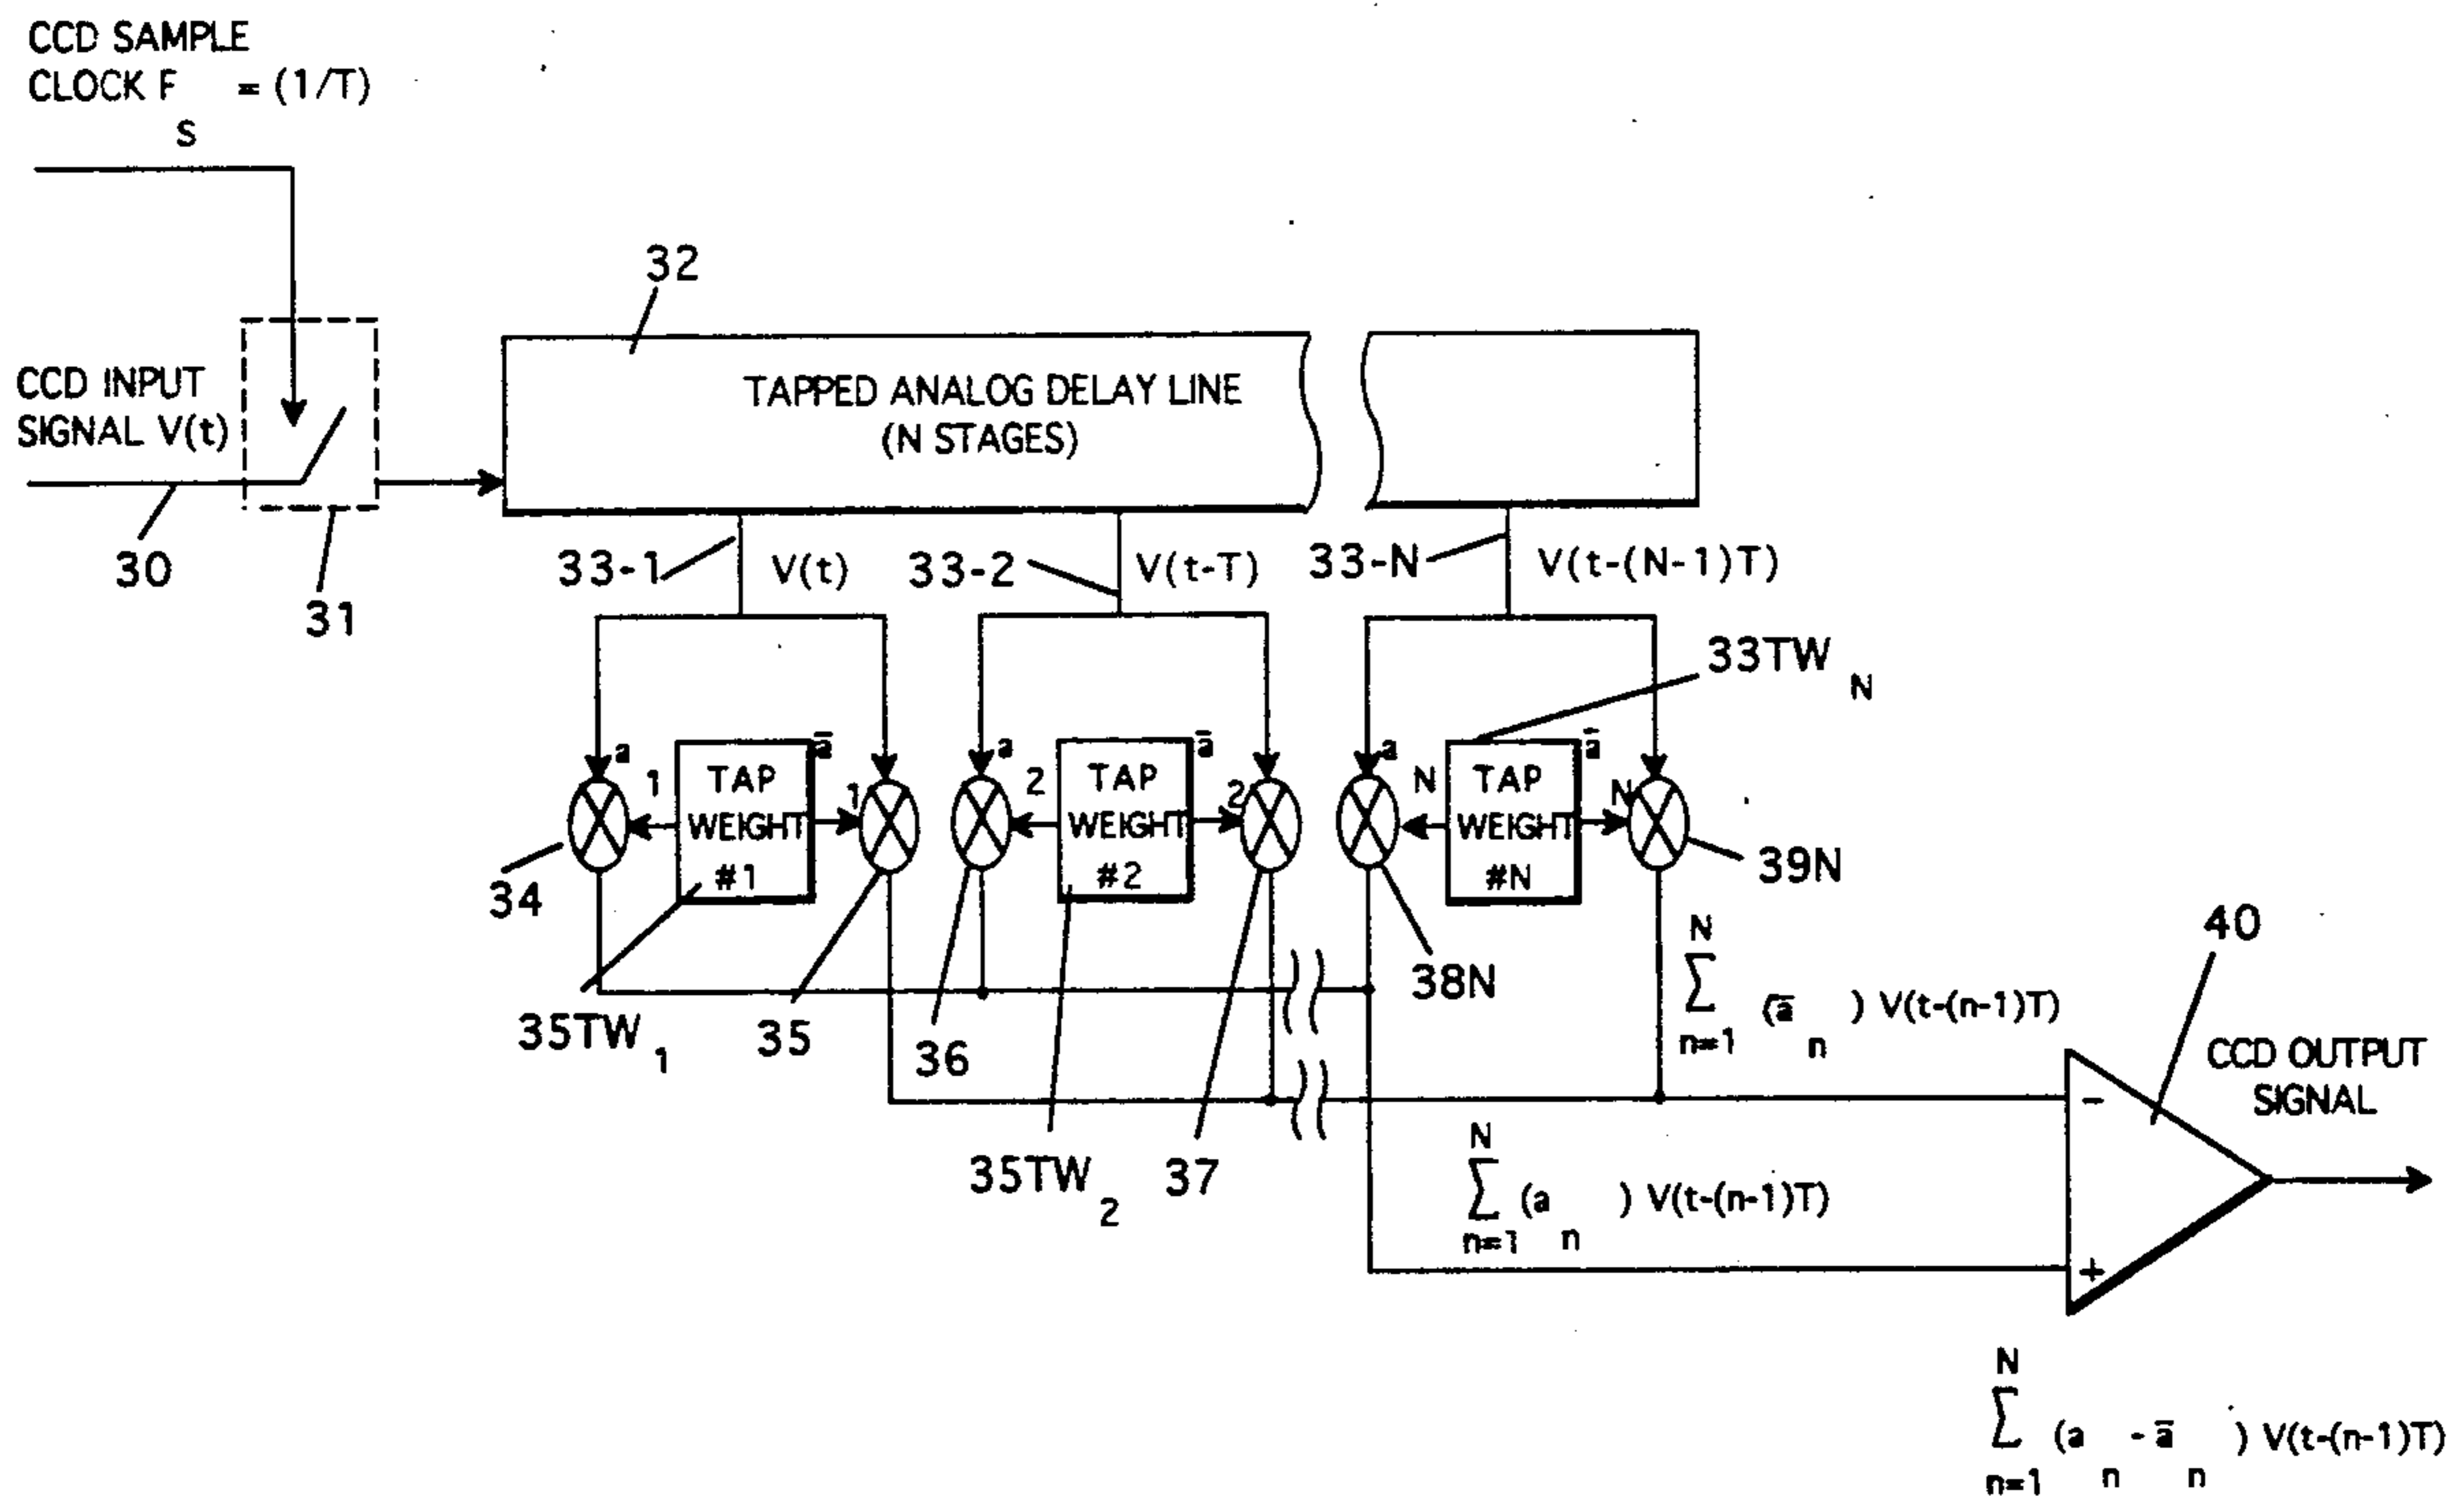 CCD SAMPLE
CLOCK F = (1/T)
S
32
CCD INPUT
SIGNAL V(t)
TAPPED ANALOG DELAY LINE
(N STAGES)
30
31
33-1
V(t)
33-2
V(t-T)
33-N
V(t-(N-1)T)
33TW
N
a
1
TAP
WEIGHT
#1
a̅
1
a
2
TAP
WEIGHT
#2
a̅
2
a
N
TAP
WEIGHT
#N
a̅
N
34
35TW
1
35
36
35TW
2
37
38N
39N
N
∑ (a̅ ) V(t-(n-1)T)
n=1 n
N
∑ (a ) V(t-(n-1)T)
n=1 n
40
-
+
CCD OUTPUT
SIGNAL
N
∑ (a - a̅ ) V(t-(n-1)T)
n=1 n n